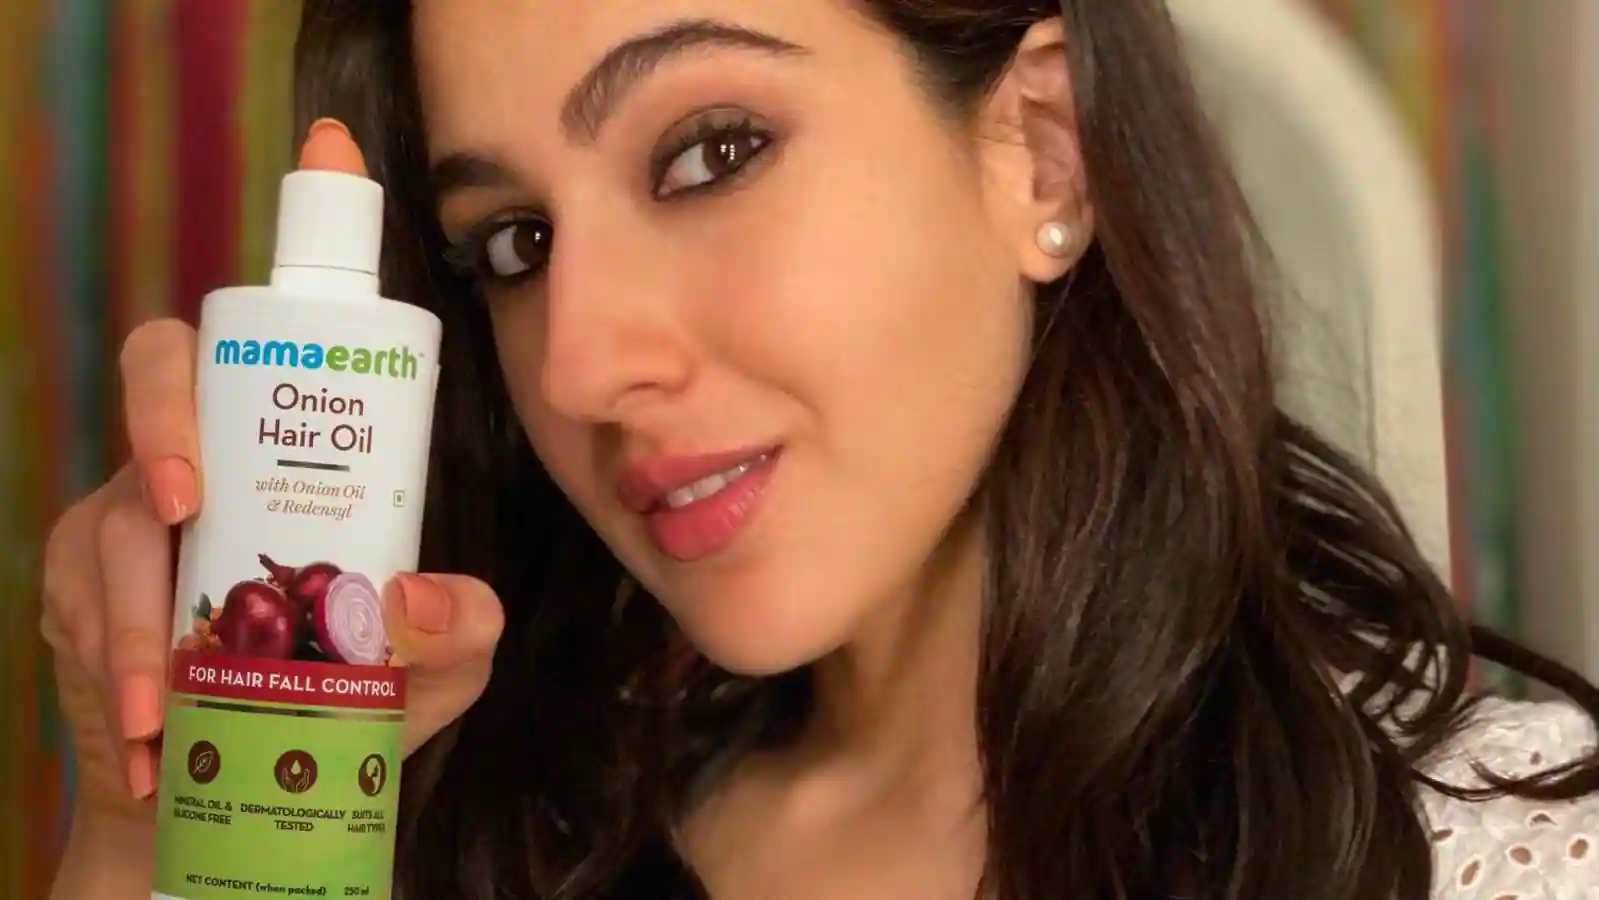 mamaearth™
Onion
Hair Oil
with Onion Oil
& Redensyl
FOR HAIR FALL CONTROL
MINERAL OIL &
SILICONE FREE
DERMATOLOGICALLY
TESTED
SUITS ALL
HAIR TYPES
NET CONTENT (when packed) 250 ml